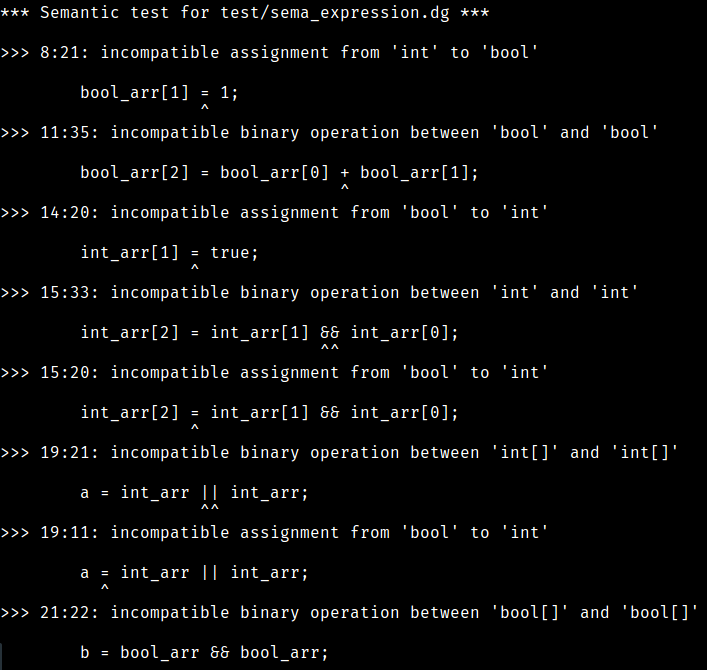 *** Semantic test for test/sema_expression.dg ***
>>> 8:21: incompatible assignment from 'int' to 'bool'
bool_arr[1] = 1;
^
>>> 11:35: incompatible binary operation between 'bool' and 'bool'
bool_arr[2] = bool_arr[0] + bool_arr[1];
^
>>> 14:20: incompatible assignment from 'bool' to 'int'
int_arr[1] = true;
^
>>> 15:33: incompatible binary operation between 'int' and 'int'
int_arr[2] = int_arr[1] && int_arr[0];
^^
>>> 15:20: incompatible assignment from 'bool' to 'int'
int_arr[2] = int_arr[1] && int_arr[0];
^
>>> 19:21: incompatible binary operation between 'int[]' and 'int[]'
a = int_arr || int_arr;
^^
>>> 19:11: incompatible assignment from 'bool' to 'int'
a = int_arr || int_arr;
^
>>> 21:22: incompatible binary operation between 'bool[]' and 'bool[]'
b = bool_arr && bool_arr;